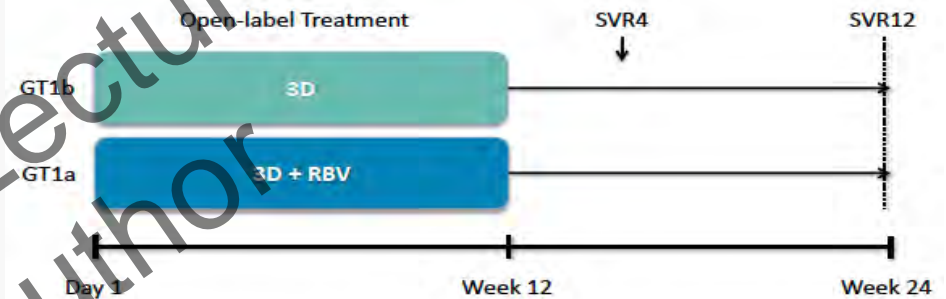 Open-label Treatment SVR4 SVR12
GT1b 3D
GT1a 3D + RBV
Day 1 Week 12 Week 24